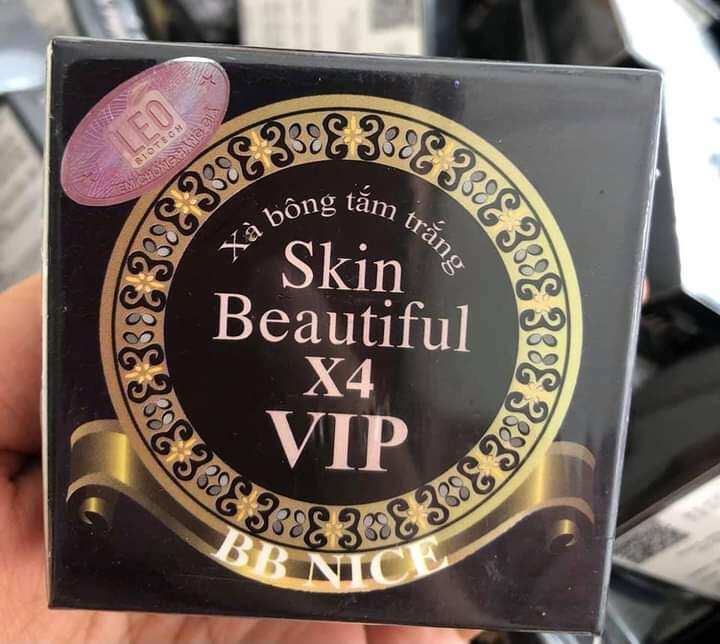 LEO
BIOTECH
Xà bông tắm trắng
Skin
Beautiful
X4
VIP
BB NICE